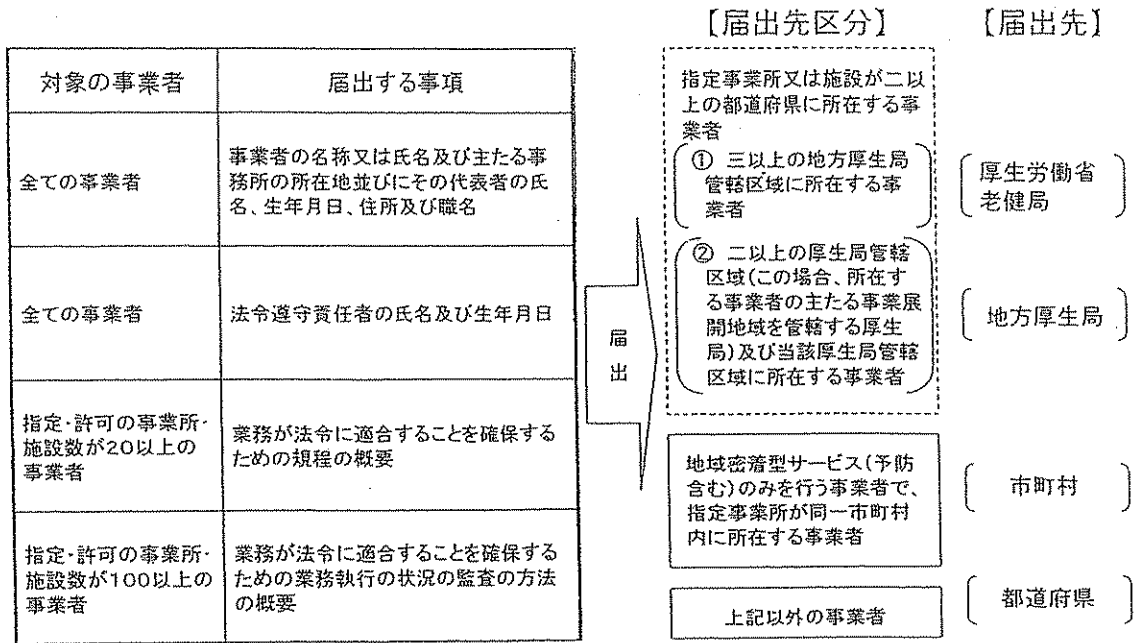 【届出先区分】
【届出先】
対象の事業者
届出する事項
全ての事業者
事業者の名称又は氏名及び主たる事
務所の所在地並びにその代表者の氏
名、生年月日、住所及び職名
全ての事業者
法令遵守責任者の氏名及び生年月日
指定・許可の事業所・
施設数が20以上の
事業者
業務が法令に適合することを確保する
ための規程の概要
指定・許可の事業所・
施設数が100以上の
事業者
業務が法令に適合することを確保する
ための業務執行の状況の監査の方法
の概要
届
出
指定事業所又は施設が二以
上の都道府県に所在する事
業者
① 三以上の地方厚生局
管轄区域に所在する事
業者
厚生労働省
老健局
② 二以上の厚生局管轄
区域(この場合、所在す
る事業者の主たる事業展
開地域を管轄する厚生
局)及び当該厚生局管轄
区域に所在する事業者
地方厚生局
地域密着型サービス(予防
含む)のみを行う事業者で、
指定事業所が同一市町村
内に所在する事業者
市町村
上記以外の事業者
都道府県